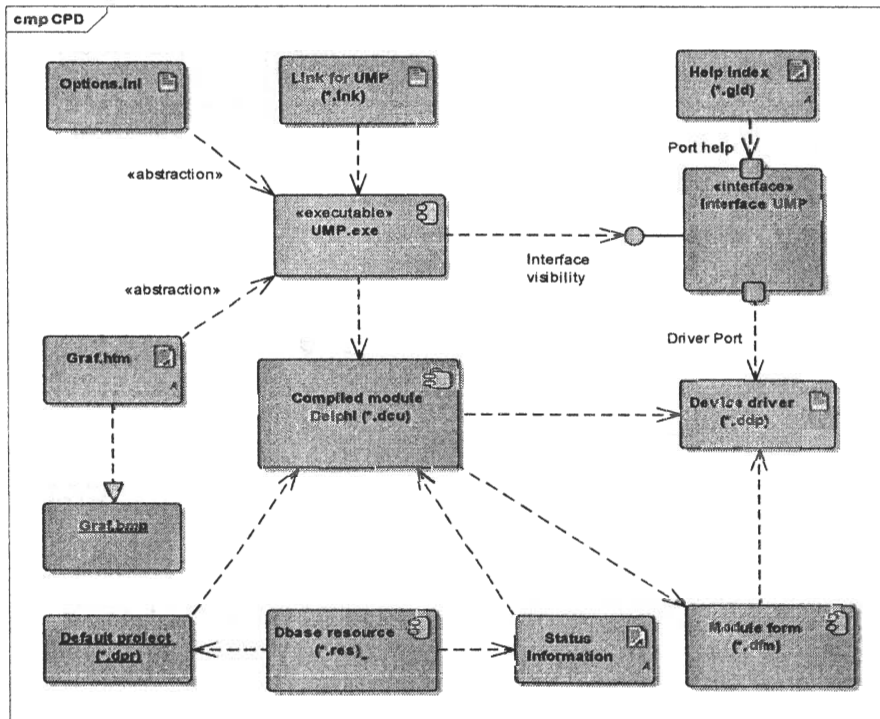 cmp CPD
Options.ini
Link for UMP
(*.lnk)
Help index
(*.gid)
«abstraction»
Port help
«executable»
UMP.exe
«interface»
Interface UMP
Interface
visibility
«abstraction»
Driver Port
Graf.htm
A
A
Compiled module
Delphi (*.dcu)
Device driver
(*.ddp)
Graf.bmp
Default project
(*.dpr)
Dbase resource
(*.res)_
Status
Information
A
Module form
(*.dfm)